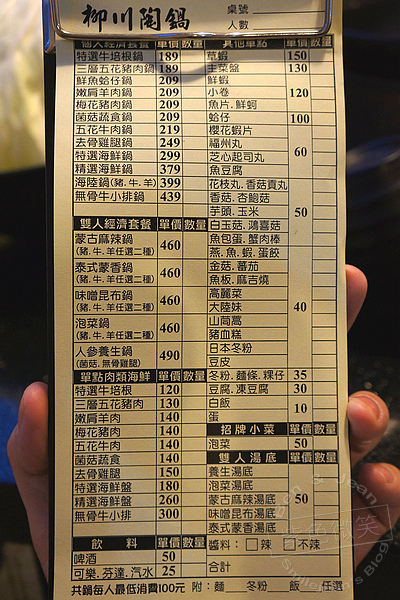 柳川陶鍋
桌號
人數
個人經濟套餐 單價 數量
特選牛培根鍋 189
三層五花豬肉鍋 189
鮮魚蛤仔鍋 209
嫩肩羊肉鍋 209
梅花豬肉鍋 209
菌菇蔬食鍋 209
五花牛肉鍋 219
去骨雞腿鍋 249
特選海鮮鍋 299
精選海鮮鍋 379
海陸鍋(豬.牛.羊) 399
無骨牛小排鍋 439
雙人經濟套餐 單價 數量
蒙古麻辣鍋 460
(豬.牛.羊任選二種)
泰式蒙香鍋 460
(豬.牛.羊任選二種)
味噌昆布鍋 460
(豬.牛.羊任選二種)
泡菜鍋 460
(豬.牛.羊任選二種)
人參養生鍋 490
(菌菇.無骨雞腿)
單點肉類海鮮 單價 數量
特選牛培根 120
三層五花豬肉 130
嫩肩羊肉 140
梅花豬肉 140
五花牛肉 140
菌菇蔬食 140
去骨雞腿 150
特選海鮮盤 180
精選海鮮盤 260
無骨牛小排 300
飲料 單價 數量
啤酒 50
可樂.芬達.汽水 25
其他單點 單價 數量
草蝦 150
主菜盤 130
鮮蝦
小卷 120
魚片.鮮蚵
蛤仔 100
櫻花蝦片
福州丸
芝心起司丸 60
魚豆腐
花枝丸.香菇貢丸
香菇.杏鮑菇
芋頭.玉米 50
白玉菇.鴻喜菇
魚包蛋.蟹肉棒
燕.魚.蝦.蛋餃
金菇.蕃茄
魚板.麻吉燒
高麗菜
大陸妹 40
山茼蒿
豬血糕
日本冬粉
豆皮
冬粉.麵條.粿仔 35
豆腐.凍豆腐 30
白飯 10
蛋
招牌小菜 單價 數量
泡菜 50
雙人湯底 單價 數量
養生湯底
泡菜湯底
蒙古麻辣湯底 50
味噌昆布湯底
泰式蒙香湯底
醬料：□辣 □不辣
合計
共鍋每人最低消費100元 附：麵__冬粉__飯__任選